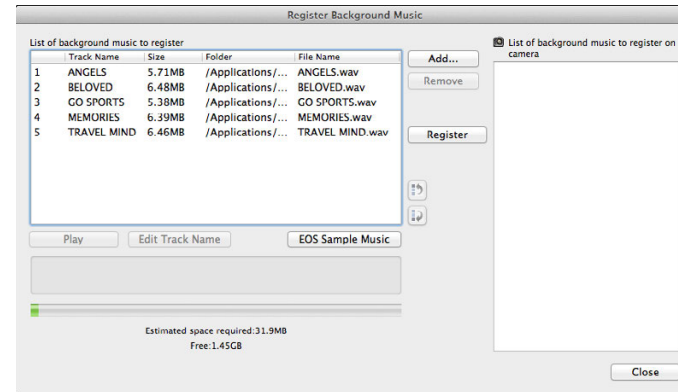 Register Background Music
List of background music to register
Track Name Size Folder File Name
1 ANGELS 5.71MB /Applications/... ANGELS.wav
2 BELOVED 6.48MB /Applications/... BELOVED.wav
3 GO SPORTS 5.38MB /Applications/... GO SPORTS.wav
4 MEMORIES 6.39MB /Applications/... MEMORIES.wav
5 TRAVEL MIND 6.46MB /Applications/... TRAVEL MIND.wav
Add...
Remove
Register
Play Edit Track Name EOS Sample Music
Estimated space required:31.9MB
Free:1.45GB
List of background music to register on
camera
Close